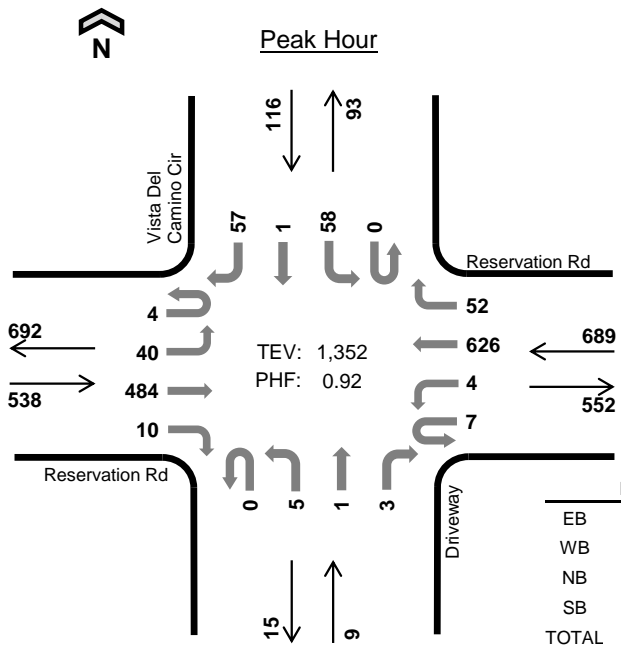 Peak Hour
N
116
93
Vista Del
Camino Cir
57
1
58
0
Reservation Rd
4
52
692
40
TEV: 1,352
626
689
538
484
PHF: 0.92
4
552
10
7
Reservation Rd
0
5
1
3
Driveway
EB
WB
NB
SB
TOTAL
15
9